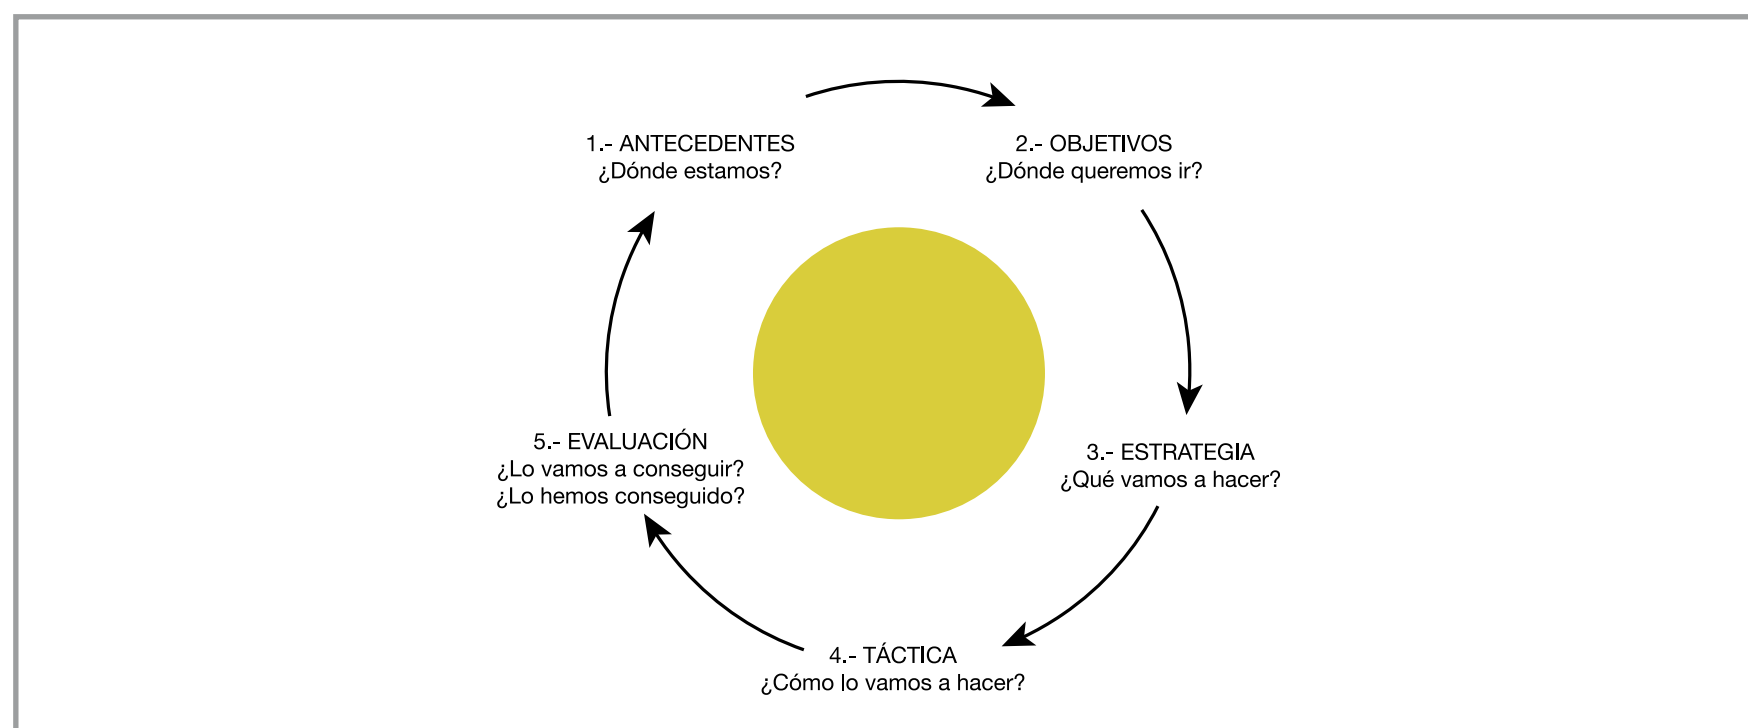 1.- ANTECEDENTES
¿Dónde estamos?
2.- OBJETIVOS
¿Dónde queremos ir?
3.- ESTRATEGIA
¿Qué vamos a hacer?
4.- TÁCTICA
¿Cómo lo vamos a hacer?
5.- EVALUACIÓN
¿Lo vamos a conseguir?
¿Lo hemos conseguido?